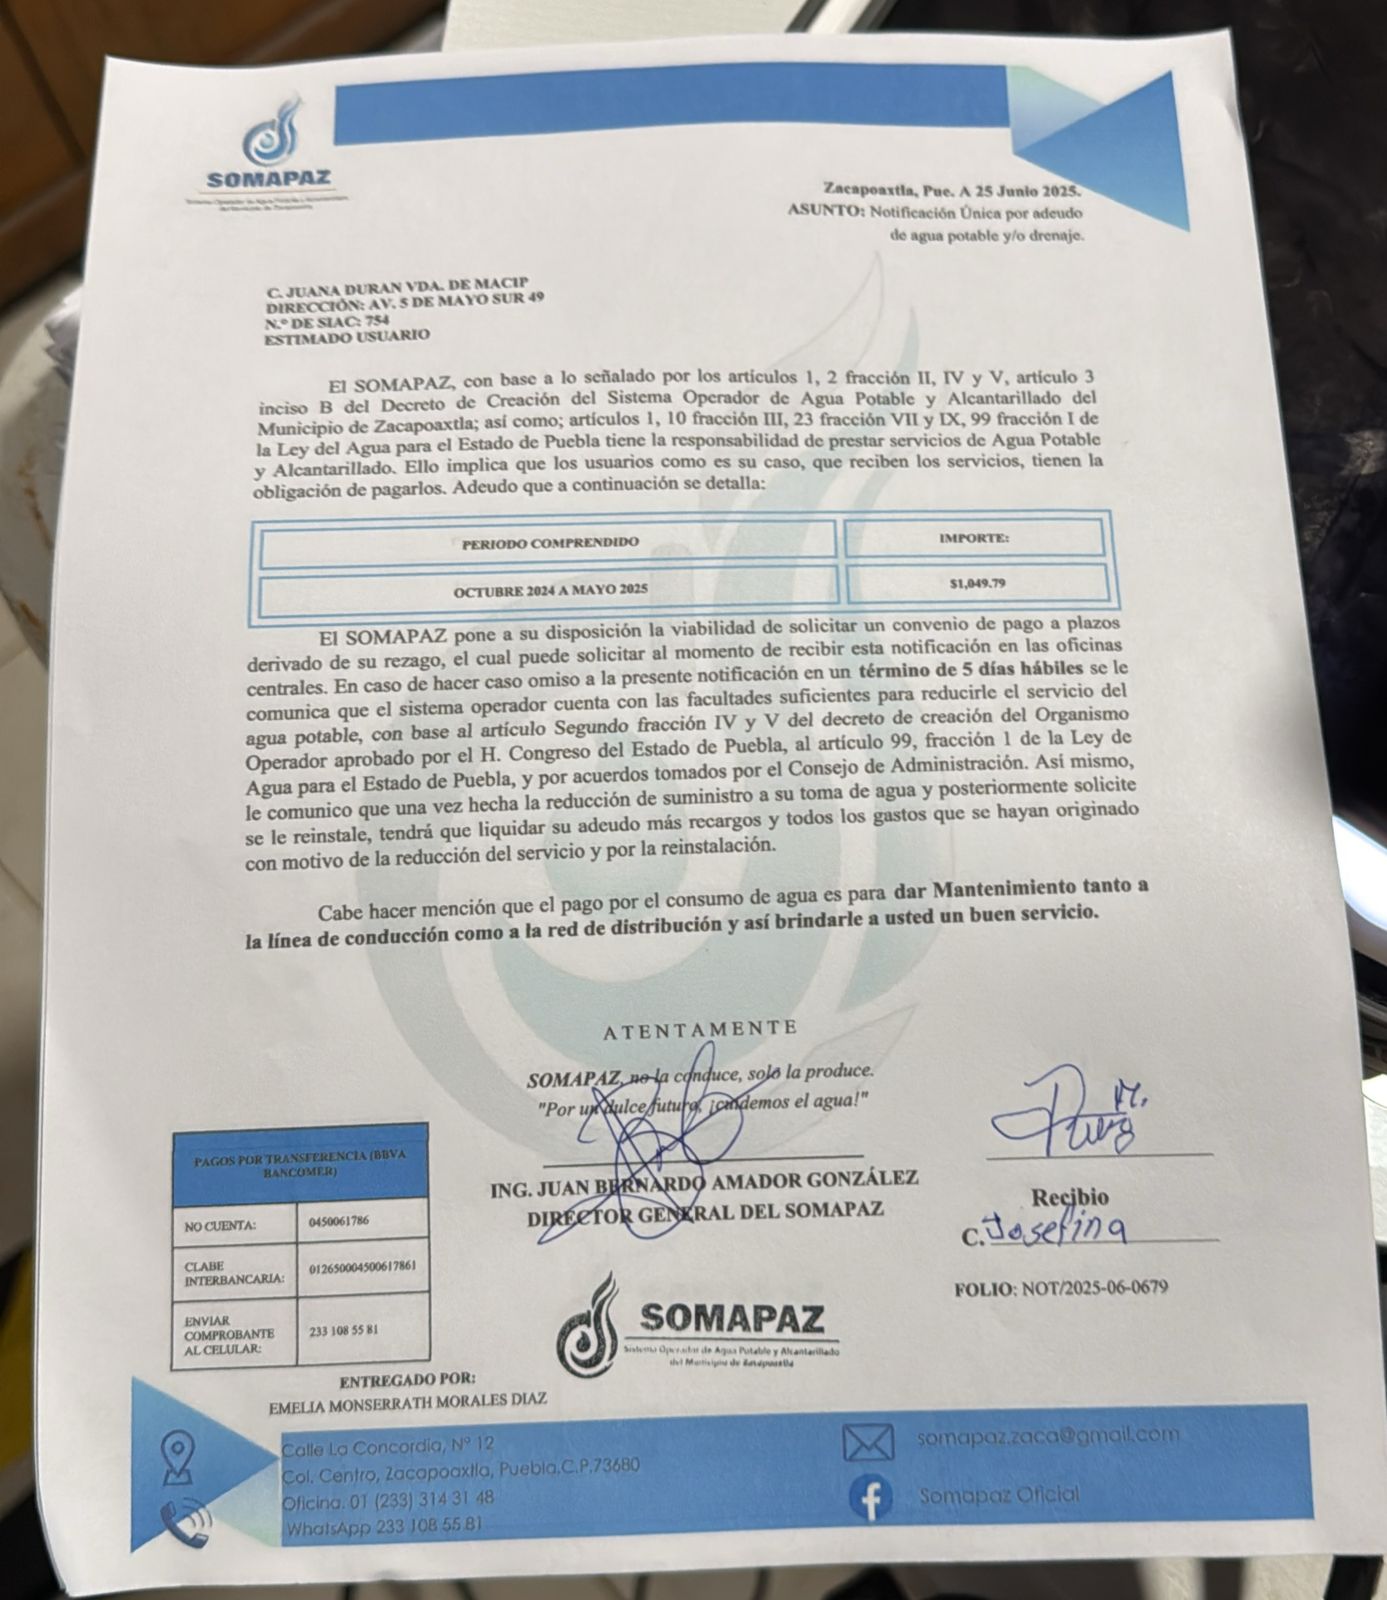 SOMAPAZ
Zacapoaxtla, Pue. A 25 Junio 2025.
ASUNTO: Notificación Única por adeudo
de agua potable y/o drenaje.
C. JUANA DURAN VDA. DE MACIP
DIRECCIÓN: AV. 5 DE MAYO SUR 49
N.º DE SIAC: 754
ESTIMADO USUARIO
El SOMAPAZ, con base a lo señalado por los artículos 1, 2 fracción II, IV y V, artículo 3
inciso B del Decreto de Creación del Sistema Operador de Agua Potable y Alcantarillado del
Municipio de Zacapoaxtla; así como; artículos 1, 10 fracción III, 23 fracción VII y IX, 99 fracción I de
la Ley del Agua para el Estado de Puebla tiene la responsabilidad de prestar servicios de Agua Potable
y Alcantarillado. Ello implica que los usuarios como es su caso, que reciben los servicios, tienen la
obligación de pagarlos. Adeudo que a continuación se detalla:
PERIODO COMPRENDIDO IMPORTE:
OCTUBRE 2024 A MAYO 2025 $1,049.79
El SOMAPAZ pone a su disposición la viabilidad de solicitar un convenio de pago a plazos
derivado de su rezago, el cual puede solicitar al momento de recibir esta notificación en las oficinas
centrales. En caso de hacer caso omiso a la presente notificación en un término de 5 días hábiles se le
comunica que el sistema operador cuenta con las facultades suficientes para reducirle el servicio del
agua potable, con base al artículo Segundo fracción IV y V del decreto de creación del Organismo
Operador aprobado por el H. Congreso del Estado de Puebla, al artículo 99, fracción 1 de la Ley de
Agua para el Estado de Puebla, y por acuerdos tomados por el Consejo de Administración. Así mismo,
le comunico que una vez hecha la reducción de suministro a su toma de agua y posteriormente solicite
se le reinstale, tendrá que liquidar su adeudo más recargos y todos los gastos que se hayan originado
con motivo de la reducción del servicio y por la reinstalación.
Cabe hacer mención que el pago por el consumo de agua es para dar Mantenimiento tanto a
la línea de conducción como a la red de distribución y así brindarle a usted un buen servicio.
ATENTAMENTE
SOMAPAZ, no la conduce, solo la produce.
"Por un dulce futuro, ¡cuidemos el agua!"
ING. JUAN BERNARDO AMADOR GONZÁLEZ
DIRECTOR GENERAL DEL SOMAPAZ
Recibio
C. Josefina
FOLIO: NOT/2025-06-0679
PAGOS POR TRANSFERENCIA (BBVA
BANCOMER)
NO CUENTA: 0450061786
CLABE
INTERBANCARIA: 012650004500617861
ENVIAR
COMPROBANTE
AL CELULAR: 233 108 55 81
SOMAPAZ
Sistema Operador de Agua Potable y Alcantarillado
del Municipio de Zacapoaxtla
ENTREGADO POR:
EMELIA MONSERRATH MORALES DIAZ
Calle La Concordia, N° 12
Col. Centro, Zacapoaxtla, Puebla.C.P.73680
Oficina. 01 (233) 314 31 48
WhatsApp 233 108 55 81
somapaz.zaca@gmail.com
Somapaz Oficial